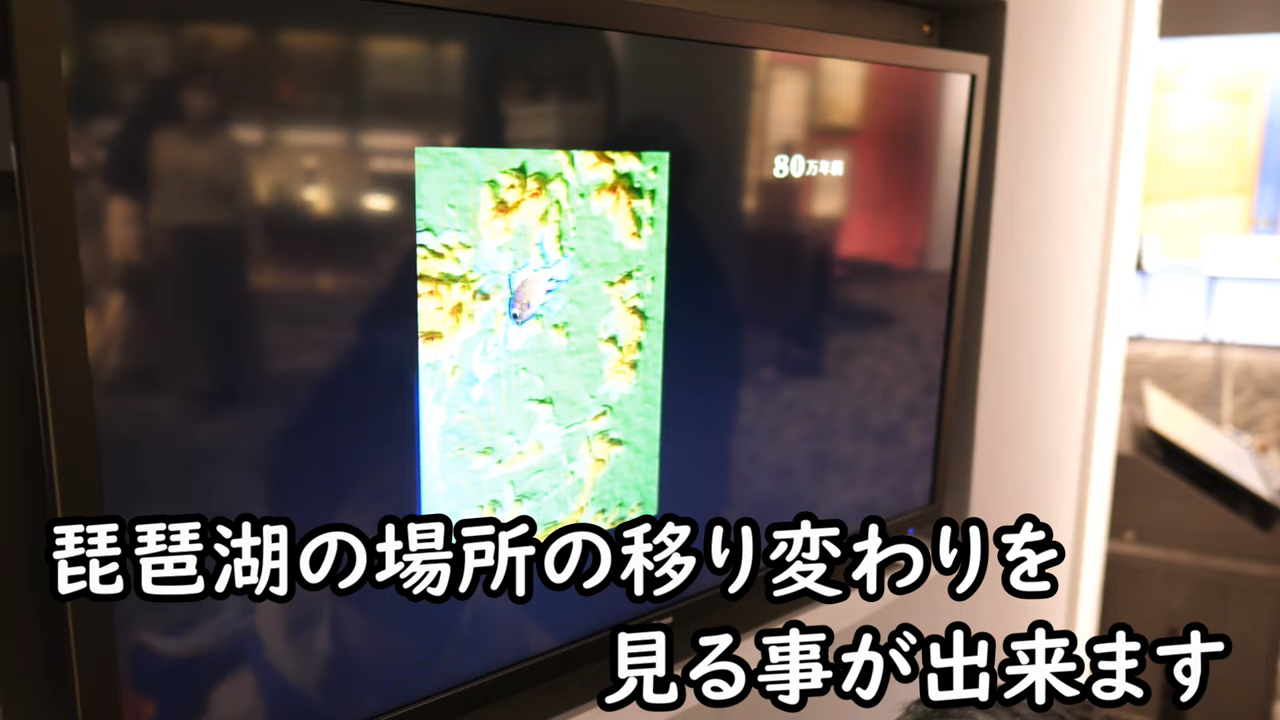 80万年前
琵琶湖の場所の移り変わりを
見る事が出来ます